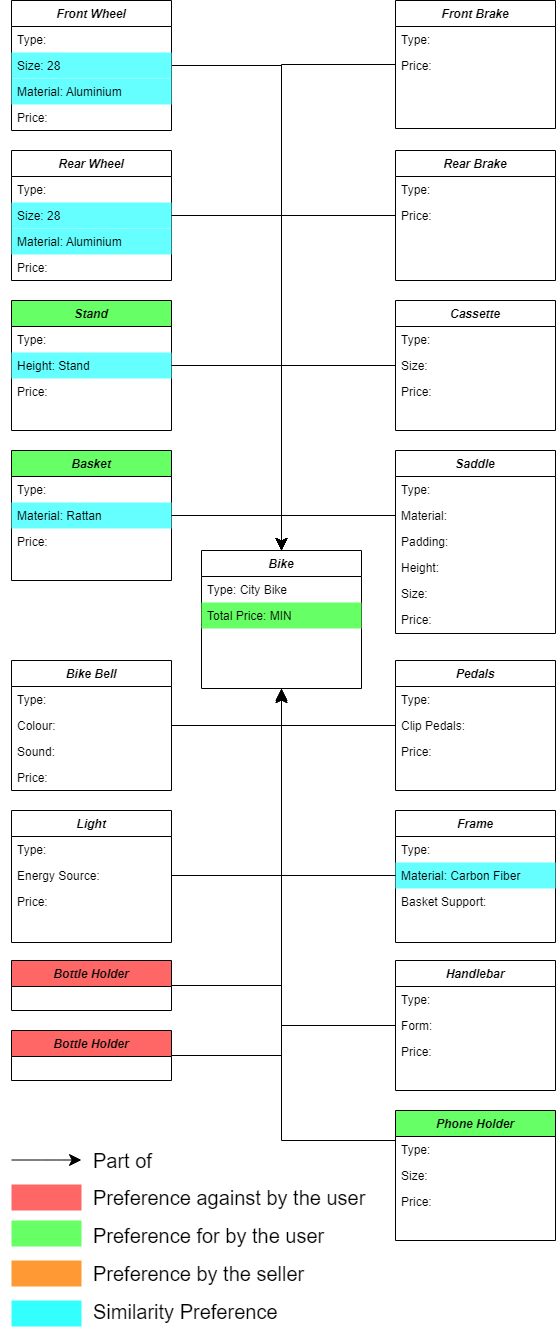 Front Wheel
Type:
Size: 28
Material: Aluminium
Price:
Front Brake
Type:
Price:
Rear Wheel
Type:
Size: 28
Material: Aluminium
Price:
Rear Brake
Type:
Price:
Stand
Type:
Height: Stand
Price:
Cassette
Type:
Size:
Price:
Basket
Type:
Material: Rattan
Price:
Saddle
Type:
Material:
Padding:
Height:
Size:
Price:
Bike
Type: City Bike
Total Price: MIN
Bike Bell
Type:
Colour:
Sound:
Price:
Pedals
Type:
Clip Pedals:
Price:
Light
Type:
Energy Source:
Price:
Frame
Type:
Material: Carbon Fiber
Basket Support:
Bottle Holder
Bottle Holder
Handlebar
Type:
Form:
Price:
Phone Holder
Type:
Size:
Price:
Part of
Preference against by the user
Preference for by the user
Preference by the seller
Similarity Preference